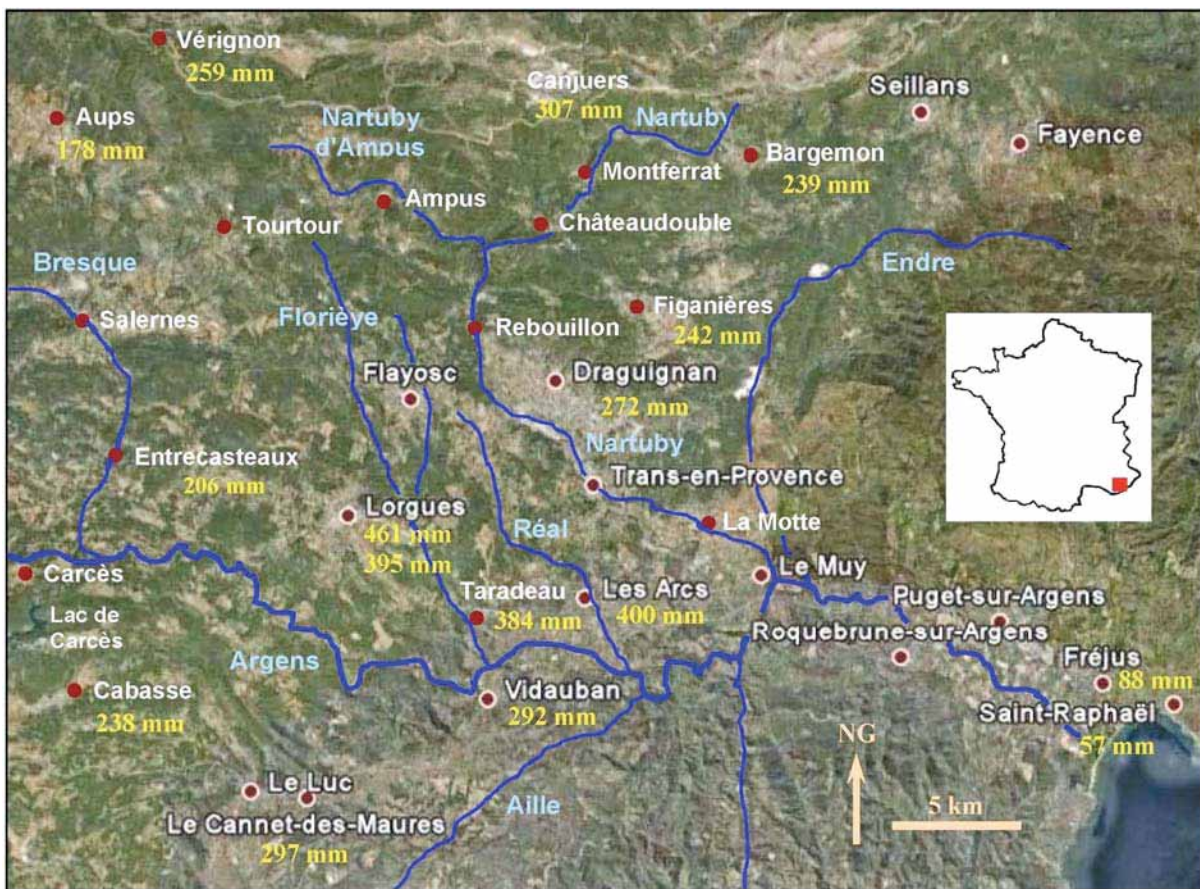 Vérignon
259 mm
Canjuers
307 mm
Seillans
Aups
178 mm
Nartuby
d'Ampus
Nartuby
Fayence
Bargemon
239 mm
Montferrat
Ampus
Tourtour
Châteaudouble
Bresque
Endre
Salernes
Florièye
Figanières
242 mm
Rebouillon
Flayosc
Draguignan
272 mm
Nartuby
Entrecasteaux
206 mm
Trans-en-Provence
Lorgues
461 mm
395 mm
Réal
La Motte
Carcès
Le Muy
Lac de
Carcès
Taradeau
384 mm
Les Arcs
400 mm
Puget-sur-Argens
Roquebrune-sur-Argens
Argens
Fréjus
88 mm
Cabasse
238 mm
Vidauban
292 mm
Saint-Raphaël
57 mm
NG
Le Luc
Le Cannet-des-Maures
297 mm
Aille
5 km